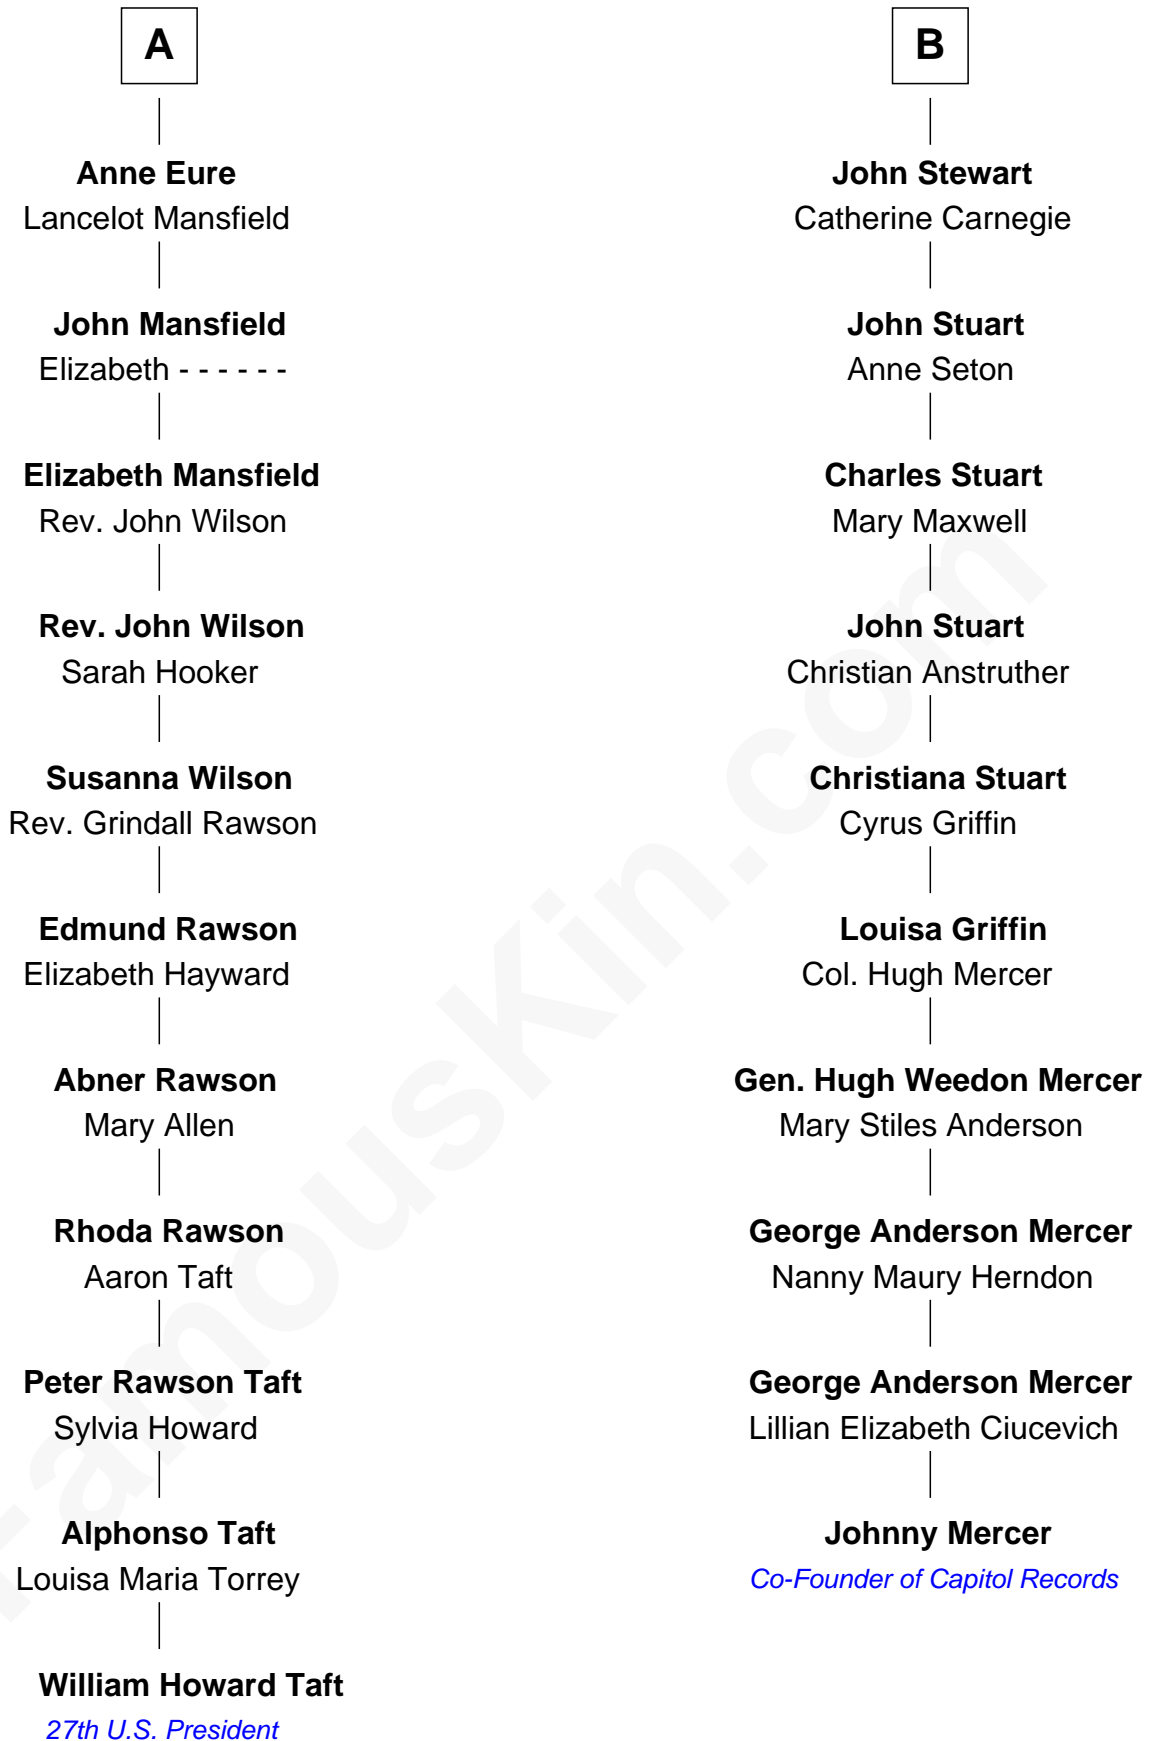 A
Anne Eure
Lancelot Mansfield
John Mansfield
Elizabeth - - - - - -
Elizabeth Mansfield
Rev. John Wilson
Rev. John Wilson
Sarah Hooker
Susanna Wilson
Rev. Grindall Rawson
Edmund Rawson
Elizabeth Hayward
Abner Rawson
Mary Allen
Rhoda Rawson
Aaron Taft
Peter Rawson Taft
Sylvia Howard
Alphonso Taft
Louisa Maria Torrey
William Howard Taft
27th U.S. President
B
John Stewart
Catherine Carnegie
John Stuart
Anne Seton
Charles Stuart
Mary Maxwell
John Stuart
Christian Anstruther
Christiana Stuart
Cyrus Griffin
Louisa Griffin
Col. Hugh Mercer
Gen. Hugh Weedon Mercer
Mary Stiles Anderson
George Anderson Mercer
Nanny Maury Herndon
George Anderson Mercer
Lillian Elizabeth Ciucevich
Johnny Mercer
Co-Founder of Capitol Records
FamousKin.com